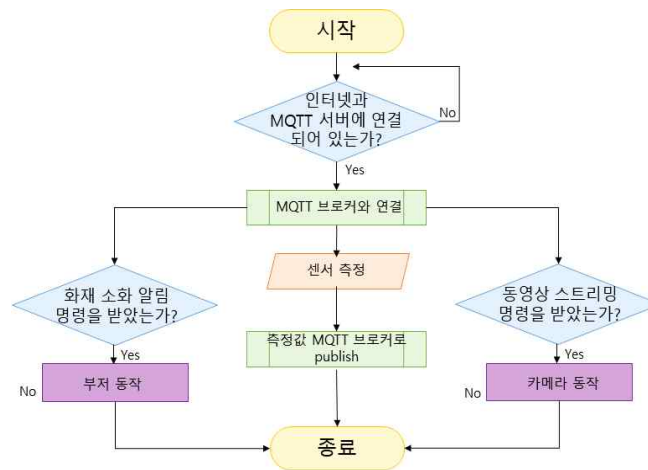 시작
인터넷과
MQTT 서버에 연결
되어 있는가?
No
Yes
MQTT 브로커와 연결
화재 소화 알림
명령을 받았는가?
센서 측정
동영상 스트리밍
명령을 받았는가?
Yes
측정값 MQTT 브로커로
publish
Yes
No
부저 동작
No
카메라 동작
종료